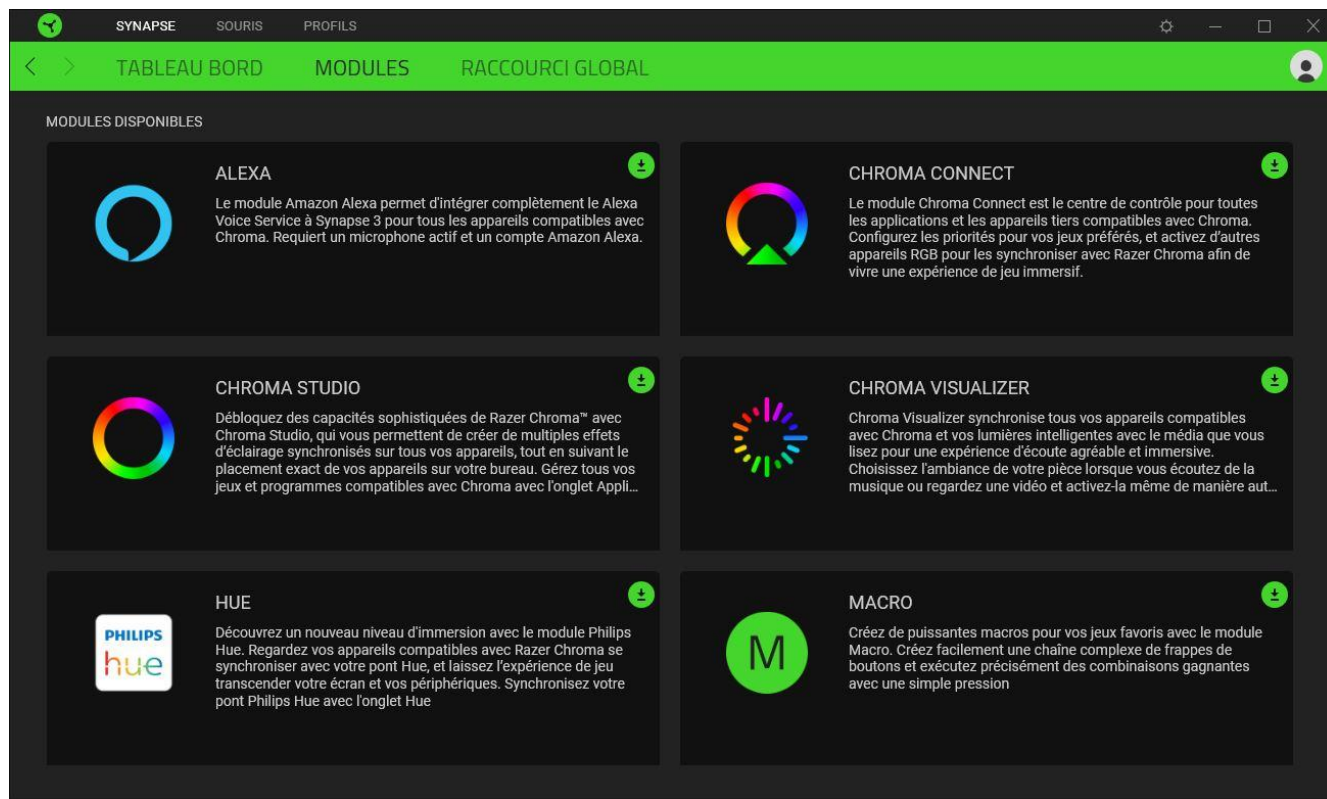 SYNAPSE SOURIS PROFILS
TABLEAU BORD MODULES RACCOURCI GLOBAL
MODULES DISPONIBLES
ALEXA
Le module Amazon Alexa permet d'intégrer complètement le Alexa
Voice Service à Synapse 3 pour tous les appareils compatibles avec
Chroma. Requiert un microphone actif et un compte Amazon Alexa.
CHROMA CONNECT
Le module Chroma Connect est le centre de contrôle pour toutes
les applications et les appareils tiers compatibles avec Chroma.
Configurez les priorités pour vos jeux préférés, et activez d'autres
appareils RGB pour les synchroniser avec Razer Chroma afin de
vivre une expérience de jeu immersif.
CHROMA STUDIO
Débloquez des capacités sophistiquées de Razer Chroma™ avec
Chroma Studio, qui vous permettent de créer de multiples effets
d'éclairage synchronisés sur tous vos appareils, tout en suivant le
placement exact de vos appareils sur votre bureau. Gérez tous vos
jeux et programmes compatibles avec Chroma avec l'onglet Appli...
CHROMA VISUALIZER
Chroma Visualizer synchronise tous vos appareils compatibles
avec Chroma et vos lumières intelligentes avec le média que vous
lisez pour une expérience d'écoute agréable et immersive.
Choisissez l'ambiance de votre pièce lorsque vous écoutez de la
musique ou regardez une vidéo et activez-la même de manière aut...
PHILIPS
hue
HUE
Découvrez un nouveau niveau d'immersion avec le module Philips
Hue. Regardez vos appareils compatibles avec Razer Chroma se
synchroniser avec votre pont Hue, et laissez l'expérience de jeu
transcender votre écran et vos périphériques. Synchronisez votre
pont Philips Hue avec l'onglet Hue
M
MACRO
Créez de puissantes macros pour vos jeux favoris avec le module
Macro. Créez facilement une chaîne complexe de frappes de
boutons et exécutez précisément des combinaisons gagnantes
avec une simple pression